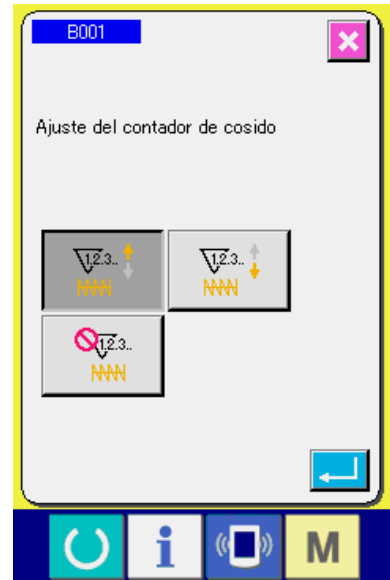 B001
Ajuste del contador de cosido
1.2.3..
1.2.3..
1.2.3..
i
M